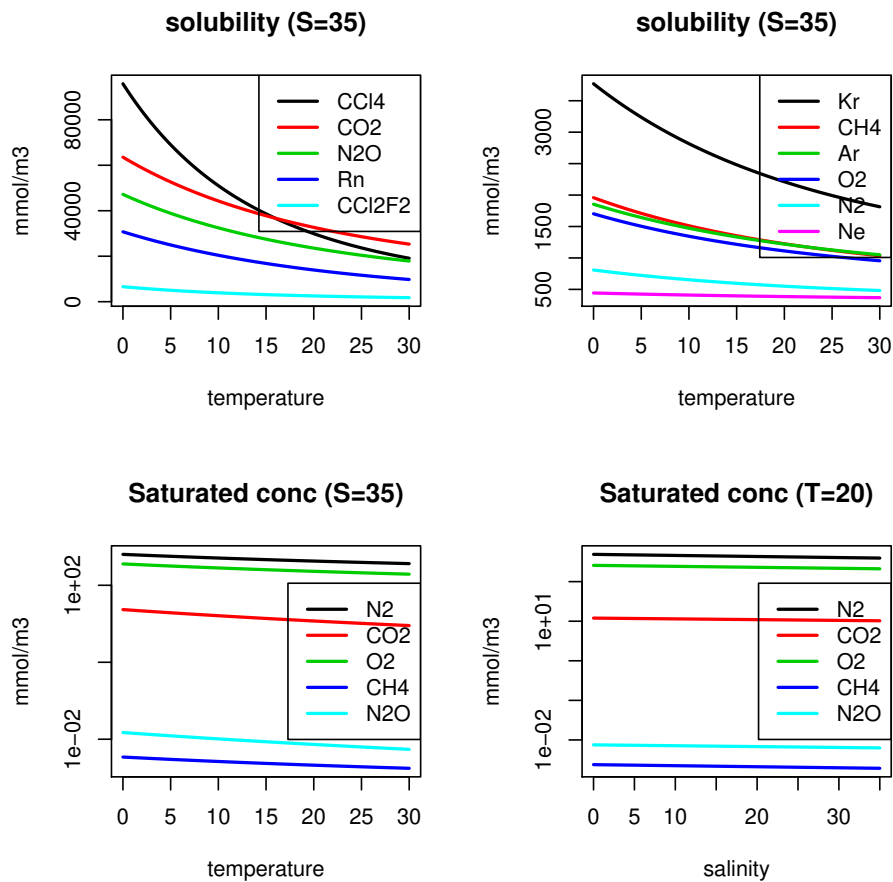 solubility (S=35)
mmol/m3
0
40000
80000
CCl4
CO2
N2O
Rn
CCl2F2
0 5 10 15 20 25 30
temperature
solubility (S=35)
mmol/m3
500
1500
3000
Kr
CH4
Ar
O2
N2
Ne
0 5 10 15 20 25 30
temperature
Saturated conc (S=35)
mmol/m3
1e-02
1e+02
N2
CO2
O2
CH4
N2O
0 5 10 15 20 25 30
temperature
Saturated conc (T=20)
mmol/m3
1e-02
1e+01
N2
CO2
O2
CH4
N2O
0 5 10 20 30
salinity